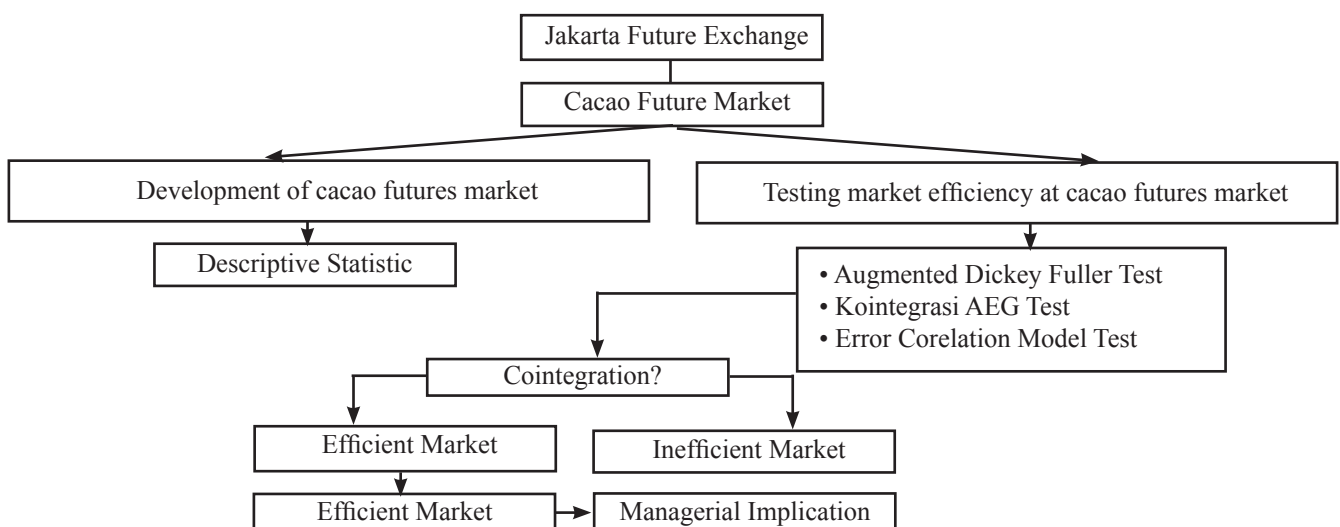 Jakarta Future Exchange
Cacao Future Market
Development of cacao futures market
Testing market efficiency at cacao futures market
Descriptive Statistic
• Augmented Dickey Fuller Test
• Kointegrasi AEG Test
• Error Corelation Model Test
Cointegration?
Efficient Market
Inefficient Market
Efficient Market
Managerial Implication